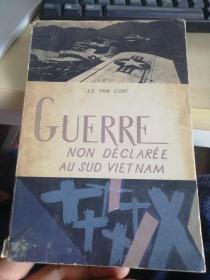 LE VAN CHAT
GUERRE
NON DÉCLARÉE
AU SUD VIETNAM